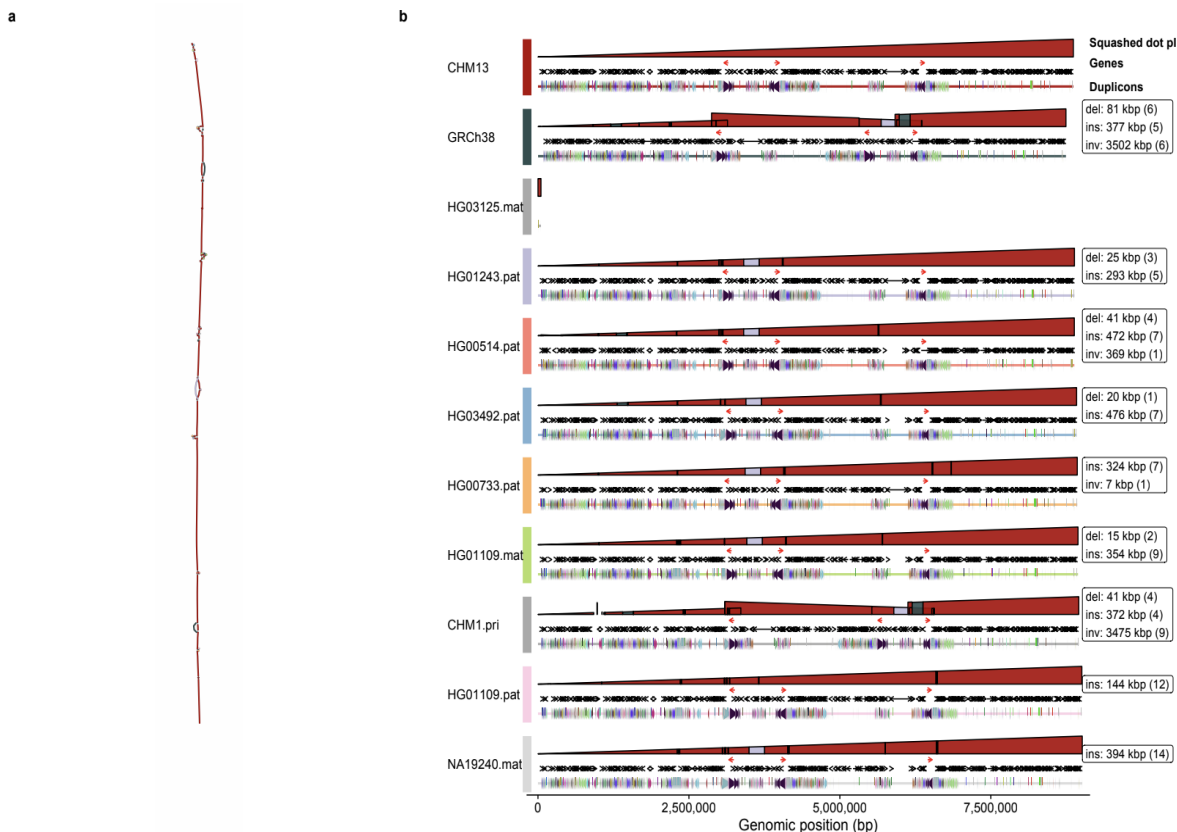 a
b
CHM13
Squashed dot pl
Genes
Duplicons
GRCh38
del: 81 kbp (6)
ins: 377 kbp (5)
inv: 3502 kbp (6)
HG03125.mat
HG01243.pat
del: 25 kbp (3)
ins: 293 kbp (5)
HG00514.pat
del: 41 kbp (4)
ins: 472 kbp (7)
inv: 369 kbp (1)
HG03492.pat
del: 20 kbp (1)
ins: 476 kbp (7)
HG00733.pat
ins: 324 kbp (7)
inv: 7 kbp (1)
HG01109.mat
del: 15 kbp (2)
ins: 354 kbp (9)
CHM1.pri
del: 41 kbp (4)
ins: 372 kbp (4)
inv: 3475 kbp (9)
HG01109.pat
ins: 144 kbp (12)
NA19240.mat
ins: 394 kbp (14)
0
2,500,000
5,000,000
7,500,000
Genomic position (bp)